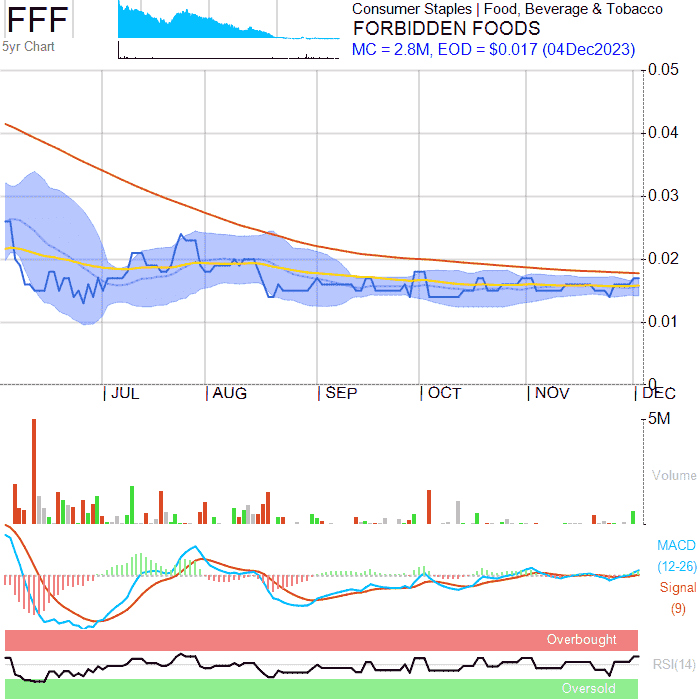 FFF
5yr Chart
Consumer Staples | Food, Beverage & Tobacco
FORBIDDEN FOODS
MC = 2.8M, EOD = $0.017 (04Dec2023)
0.05
0.04
0.03
0.02
0.01
0
JUL AUG SEP OCT NOV DEC
5M
Volume
MACD
(12-26)
Signal
(9)
Overbought
RSI(14)
Oversold